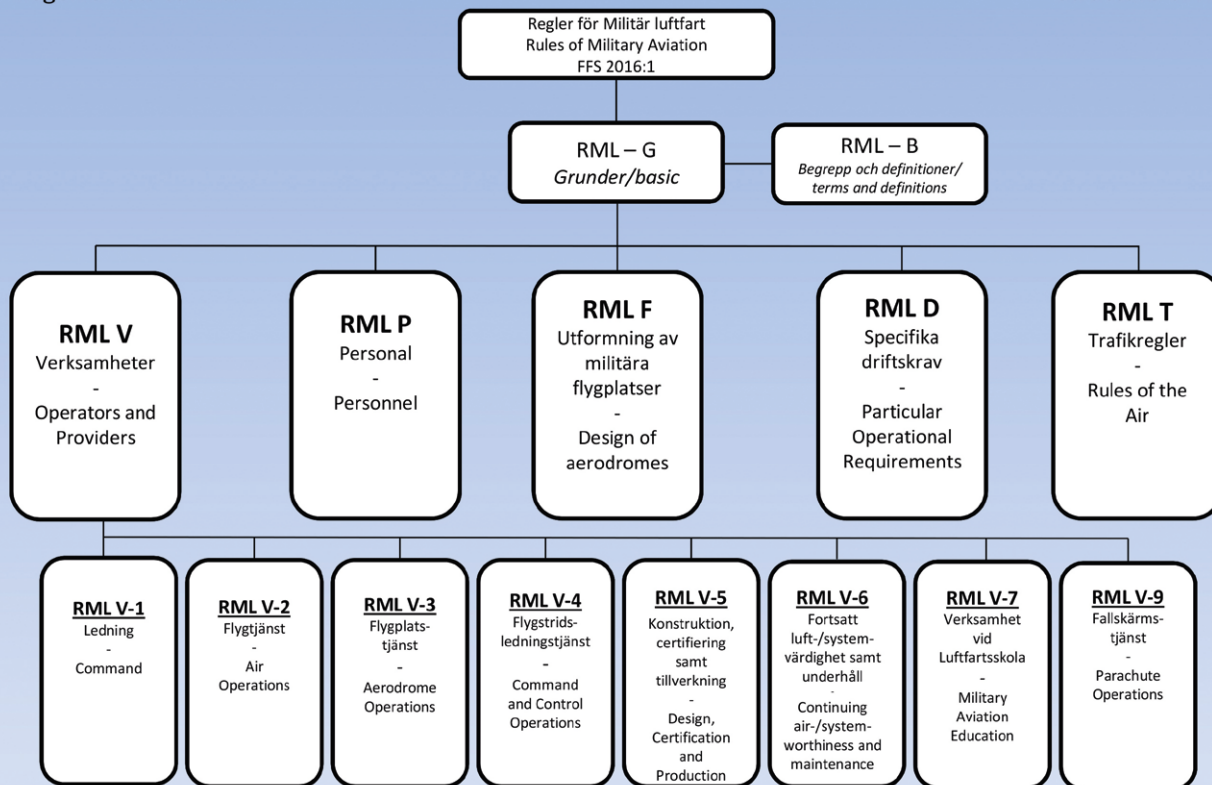 Regler för Militär luftfart
Rules of Military Aviation
FFS 2016:1
RML – G
Grunder/basic
RML – B
Begrepp och definitioner/
terms and definitions
RML V
Verksamheter
-
Operators and
Providers
RML P
Personal
-
Personnel
RML F
Utformning av
militära
flygplatser
-
Design of
aerodromes
RML D
Specifika
driftskrav
-
Particular
Operational
Requirements
RML T
Trafikregler
-
Rules of the
Air
RML V-1
Ledning
-
Command
RML V-2
Flygtjänst
-
Air
Operations
RML V-3
Flygplats-
tjänst
-
Aerodrome
Operations
RML V-4
Flygstrids-
ledningstjänst
-
Command
and Control
Operations
RML V-5
Konstruktion,
certifiering
samt
tillverkning
-
Design,
Certification
and
Production
RML V-6
Fortsatt
luft-/system-
värdighet samt
underhåll
-
Continuing
air-/system-
worthiness and
maintenance
RML V-7
Verksamhet
vid
Luftfartsskola
-
Military
Aviation
Education
RML V-9
Fallskärms-
tjänst
-
Parachute
Operations